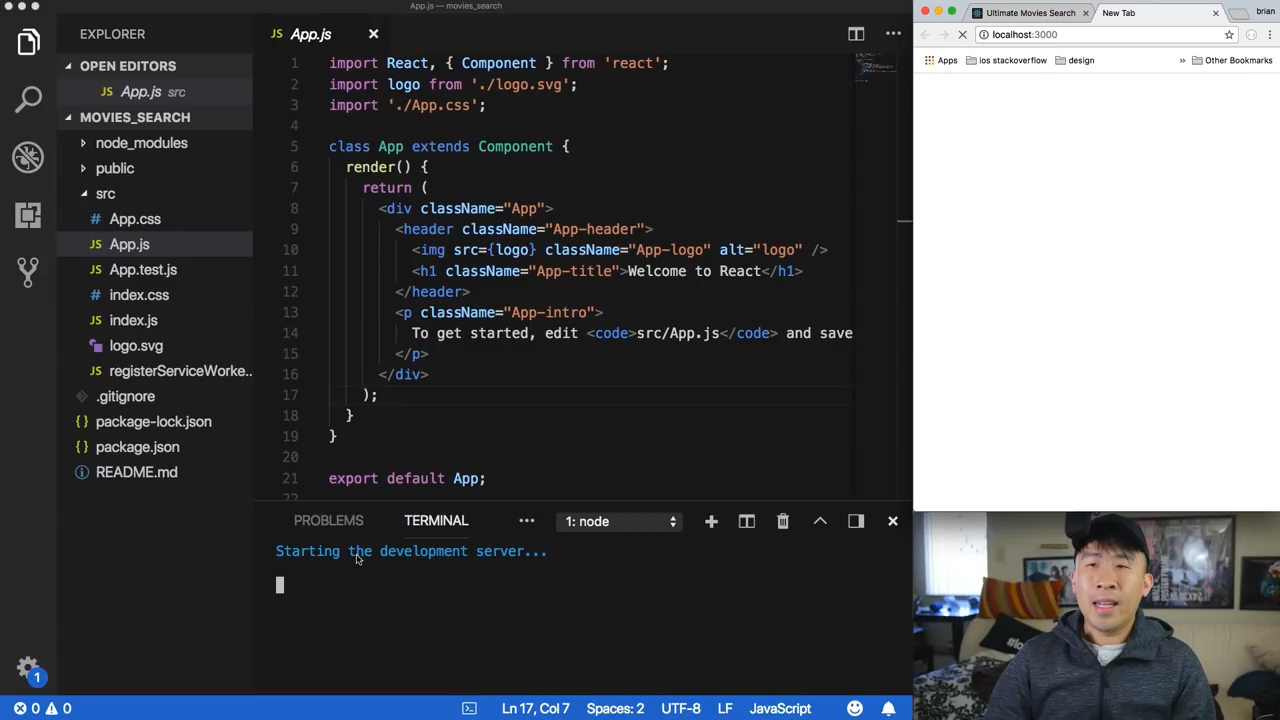 App.js — movies_search
EXPLORER
OPEN EDITORS
JS App.js src
MOVIES_SEARCH
node_modules
public
src
# App.css
JS App.js
JS App.test.js
# index.css
JS index.js
logo.svg
JS registerServiceWorke...
.gitignore
{} package-lock.json
{} package.json
README.md
1
JS App.js
1 import React, { Component } from 'react';
2 import logo from './logo.svg';
3 import './App.css';
4
5 class App extends Component {
6 render() {
7 return (
8 <div className="App">
9 <header className="App-header">
10 <img src={logo} className="App-logo" alt="logo" />
11 <h1 className="App-title">Welcome to React</h1>
12 </header>
13 <p className="App-intro">
14 To get started, edit <code>src/App.js</code> and save
15 </p>
16 </div>
17 );
18 }
19 }
20
21 export default App;
22
PROBLEMS TERMINAL ... 1: node
Starting the development server...
0 0 Ln 17, Col 7 Spaces: 2 UTF-8 LF JavaScript
Ultimate Movies Search New Tab brian
localhost:3000
Apps ios stackoverflow design » Other Bookmarks